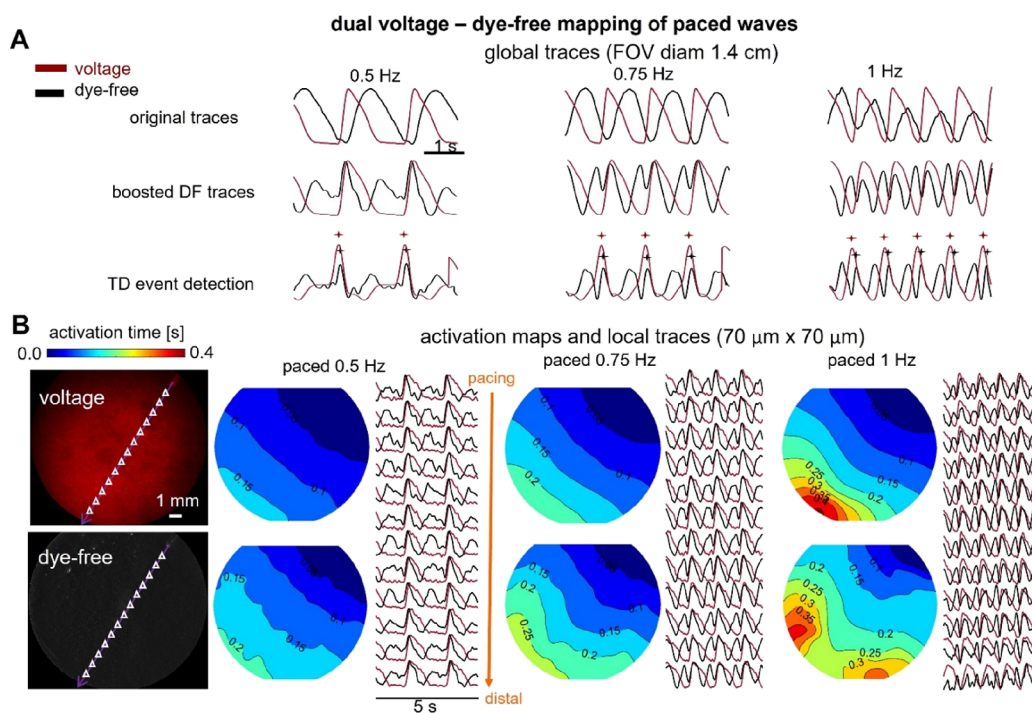 dual voltage – dye-free mapping of paced waves
A
global traces (FOV diam 1.4 cm)
voltage
dye-free
0.5 Hz
0.75 Hz
1 Hz
original traces
1 s
boosted DF traces
TD event detection
B
activation time [s]
0.0
0.4
activation maps and local traces (70 µm x 70 µm)
paced 0.5 Hz
pacing
paced 0.75 Hz
paced 1 Hz
voltage
1 mm
0.1
0.15
0.1
0.15
0.2
0.25
0.35
0.2
dye-free
0.15
0.1
0.15
0.2
0.2
0.15
0.1
0.15
0.2
0.25
0.2
0.2
0.15
0.25
0.3
0.35
0.2
0.25
0.3
5 s
distal